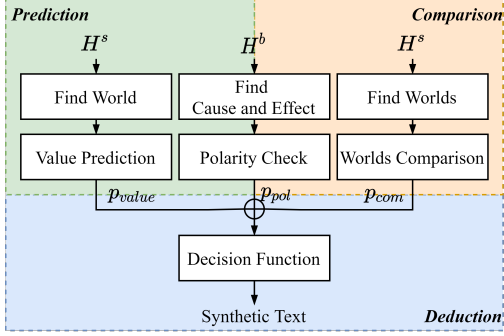 Prediction
Comparison
H^s
H^b
H^s
Find World
Find
Cause and Effect
Find Worlds
Value Prediction
Polarity Check
Worlds Comparison
p_value
p_pol
p_com
Decision Function
Synthetic Text
Deduction